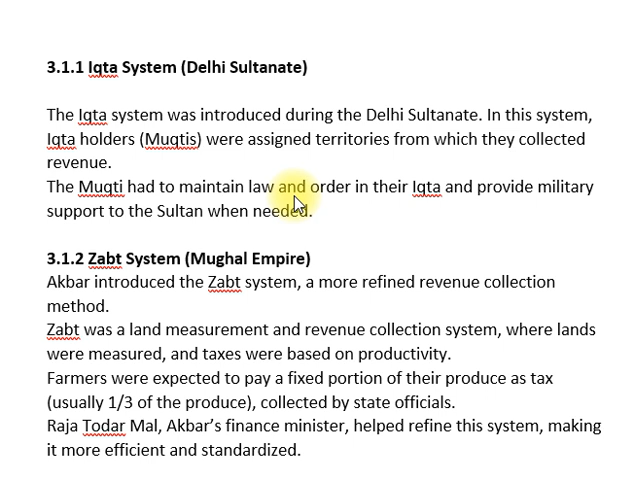 3.1.1 Iqta System (Delhi Sultanate)
The Iqta system was introduced during the Delhi Sultanate. In this system,
Iqta holders (Muqtis) were assigned territories from which they collected
revenue.
The Muqti had to maintain law and order in their Iqta and provide military
support to the Sultan when needed.
3.1.2 Zabt System (Mughal Empire)
Akbar introduced the Zabt system, a more refined revenue collection
method.
Zabt was a land measurement and revenue collection system, where lands
were measured, and taxes were based on productivity.
Farmers were expected to pay a fixed portion of their produce as tax
(usually 1/3 of the produce), collected by state officials.
Raja Todar Mal, Akbar’s finance minister, helped refine this system, making
it more efficient and standardized.